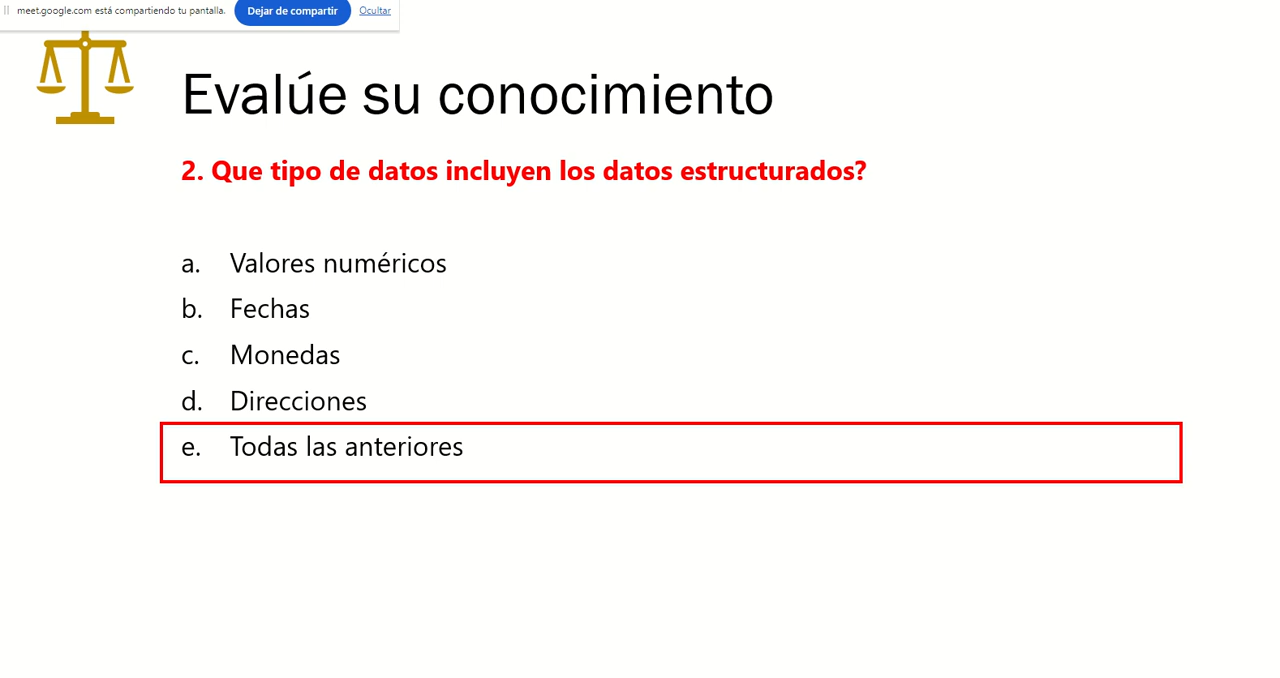 meet.google.com está compartiendo tu pantalla. Dejar de compartir Ocultar
Evalúe su conocimiento
2. Que tipo de datos incluyen los datos estructurados?
a. Valores numéricos
b. Fechas
c. Monedas
d. Direcciones
e. Todas las anteriores